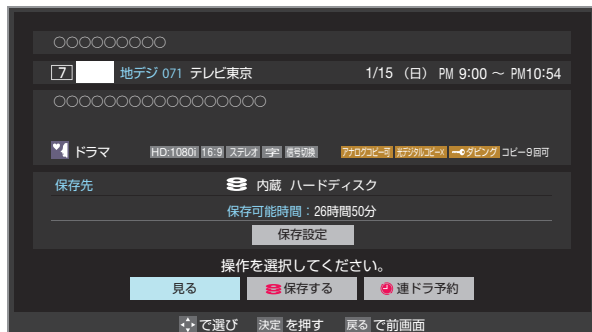 ○○○○○○○○○
7 地デジ 071 テレビ東京 1/15 （日） PM 9:00 ～ PM10:54
○○○○○○○○○○○○○○○○○
ドラマ HD:1080i 16:9 ステレオ 字 信号切換 アナログコピー可 光デジタルコピー× ダビング コピー9回可
保存先 内蔵 ハードディスク
保存可能時間：26時間50分
保存設定
操作を選択してください。
見る 保存する 連ドラ予約
で選び 決定 を押す 戻る で前画面